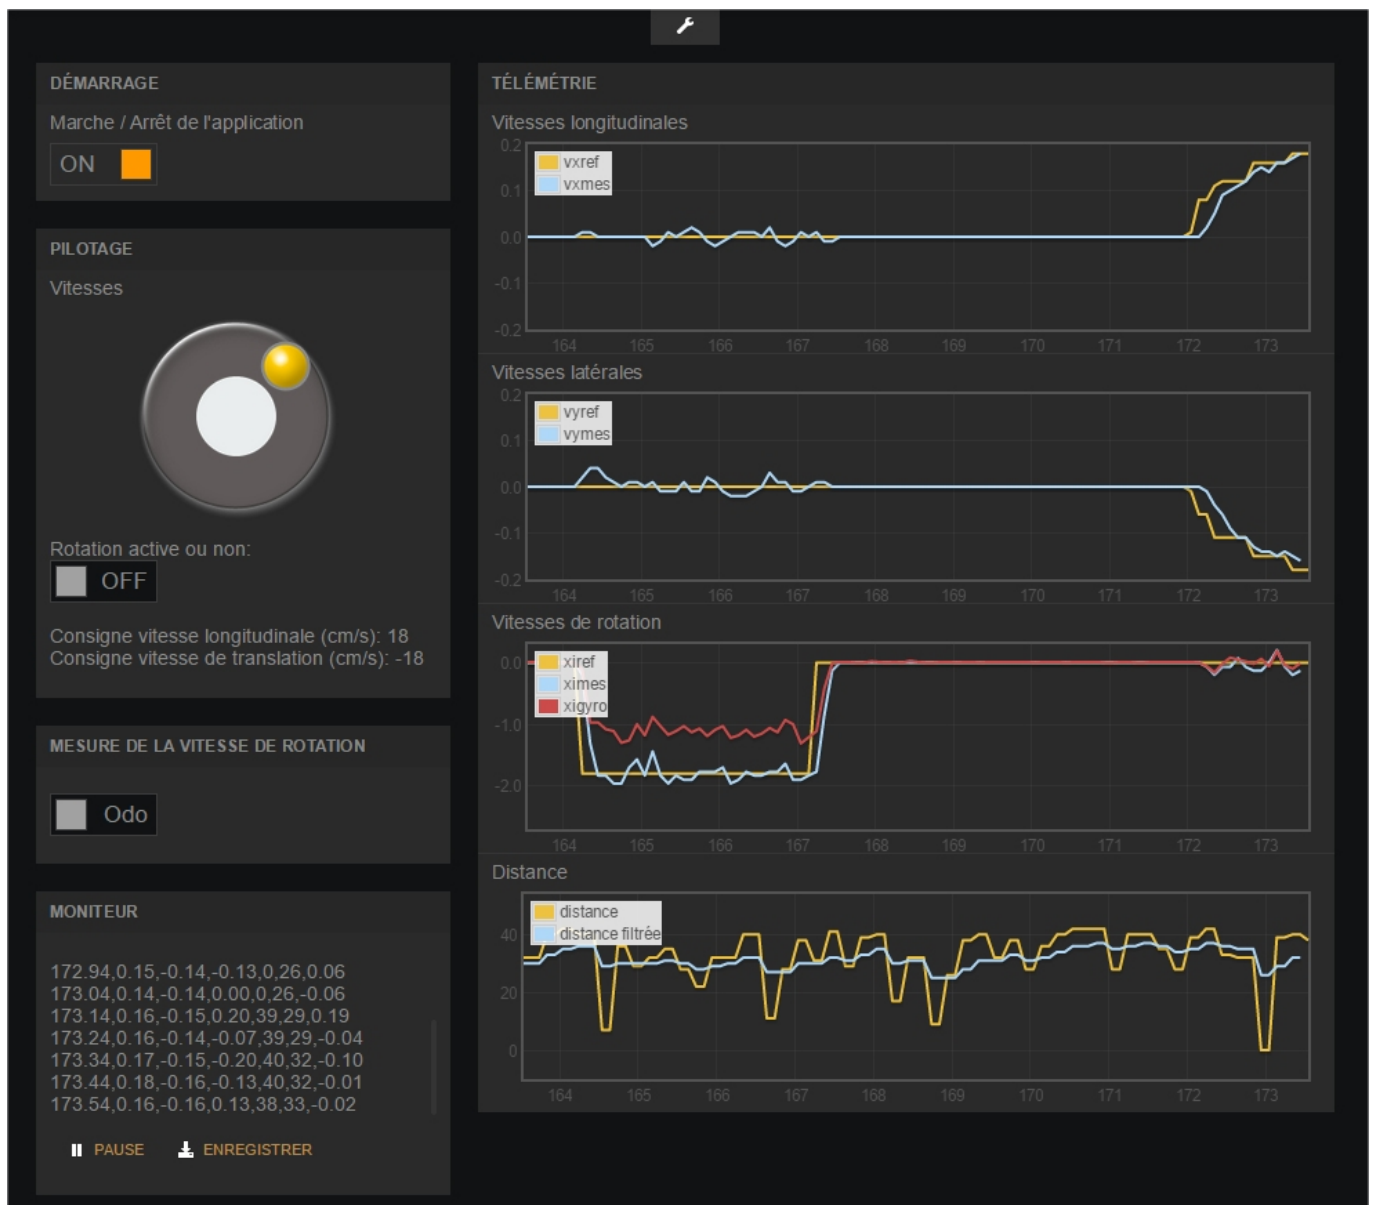 DÉMARRAGE
Marche / Arrêt de l'application
ON
PILOTAGE
Vitesses
Rotation active ou non:
OFF
Consigne vitesse longitudinale (cm/s): 18
Consigne vitesse de translation (cm/s): -18
MESURE DE LA VITESSE DE ROTATION
Odo
MONITEUR
172.94,0.15,-0.14,-0.13,0,26,0.06
173.04,0.14,-0.14,0.00,0,26,-0.06
173.14,0.16,-0.15,0.20,39,29,0.19
173.24,0.16,-0.14,-0.07,39,29,-0.04
173.34,0.17,-0.15,-0.20,40,32,-0.10
173.44,0.18,-0.16,-0.13,40,32,-0.01
173.54,0.16,-0.16,0.13,38,33,-0.02
PAUSE ENREGISTRER
TÉLÉMÉTRIE
Vitesses longitudinales
0.2
0.1
0.0
-0.1
-0.2
vxref
vxmes
164 165 166 167 168 169 170 171 172 173
Vitesses latérales
0.2
0.1
0.0
-0.1
-0.2
vyref
vymes
164 165 166 167 168 169 170 171 172 173
Vitesses de rotation
0.0
-1.0
-2.0
xiref
ximes
xigyro
164 165 166 167 168 169 170 171 172 173
Distance
40
20
0
distance
distance filtrée
164 165 166 167 168 169 170 171 172 173